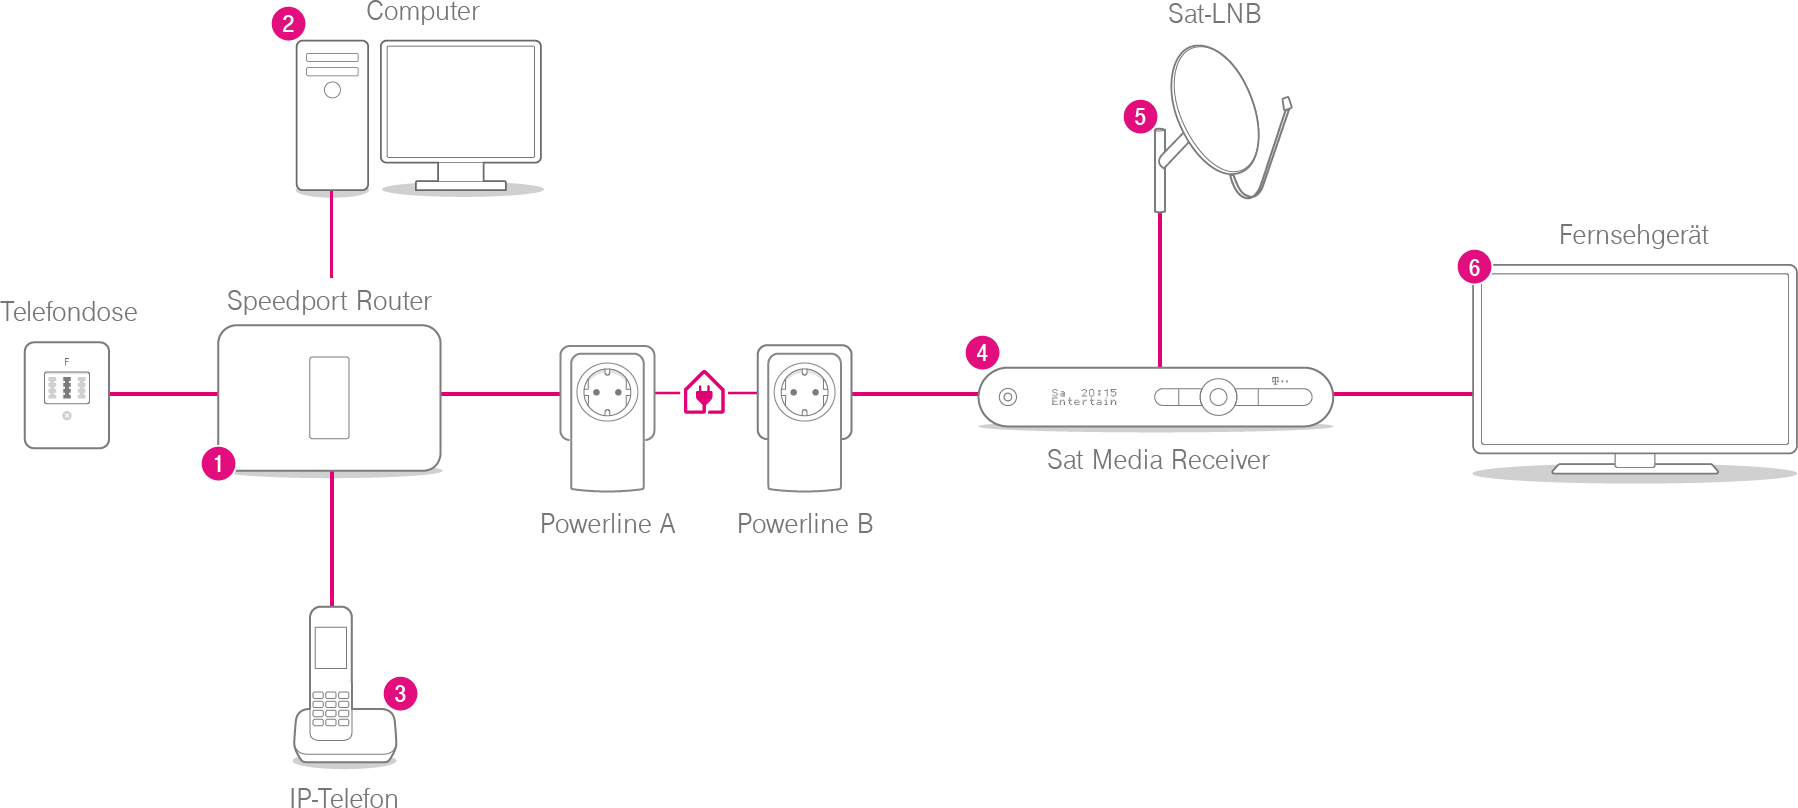 Computer
2
Sat-LNB
5
Fernsehgerät
6
Speedport Router
Telefondose
F
1
4
Sa 20:15
Entertain
T··
Sat Media Receiver
Powerline A
Powerline B
3
IP-Telefon